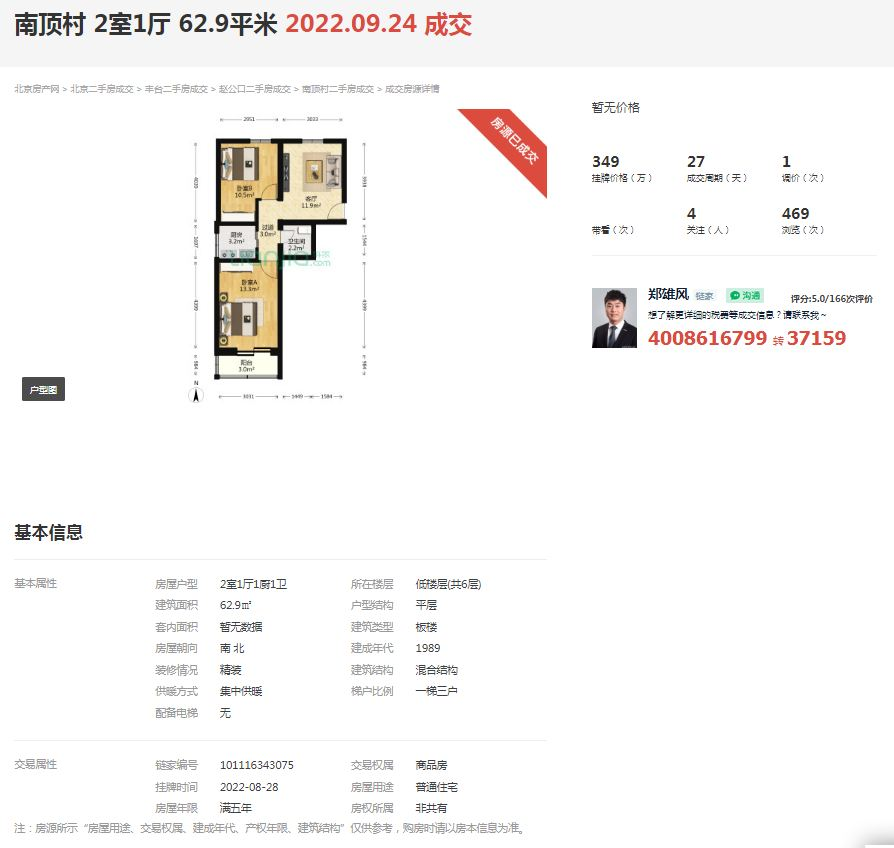 南顶村 2室1厅 62.9平米 2022.09.24 成交
北京房产网 > 北京二手房成交 > 丰台二手房成交 > 赵公口二手房成交 > 南顶村二手房成交 > 成交房源详情
房源已成交
2951 3033
卧室B
10.5m²
客厅
11.9m²
过道
3.0m²
厨房
3.2m²
卫生间
2.2m²
卧室A
13.3m²
阳台
3.0m²
N
3031 1449 1584
户型图
暂无价格
349 27 1
挂牌价格（万） 成交周期（天） 调价（次）
4 469
带看（次） 关注（人） 浏览（次）
郑雄风 链家 沟通 评分:5.0/166次评价
想了解更详细的税费等成交信息？请联系我～
4008616799 转 37159
基本信息
基本属性 房屋户型 2室1厅1厨1卫 所在楼层 低楼层(共6层)
建筑面积 62.9㎡ 户型结构 平层
套内面积 暂无数据 建筑类型 板楼
房屋朝向 南 北 建成年代 1989
装修情况 精装 建筑结构 混合结构
供暖方式 集中供暖 梯户比例 一梯三户
配备电梯 无
交易属性 链家编号 101116343075 交易权属 商品房
挂牌时间 2022-08-28 房屋用途 普通住宅
房屋年限 满五年 房权所属 非共有
注：房源所示“房屋用途、交易权属、建成年代、产权年限、建筑结构”仅供参考，购房时请以房本信息为准。